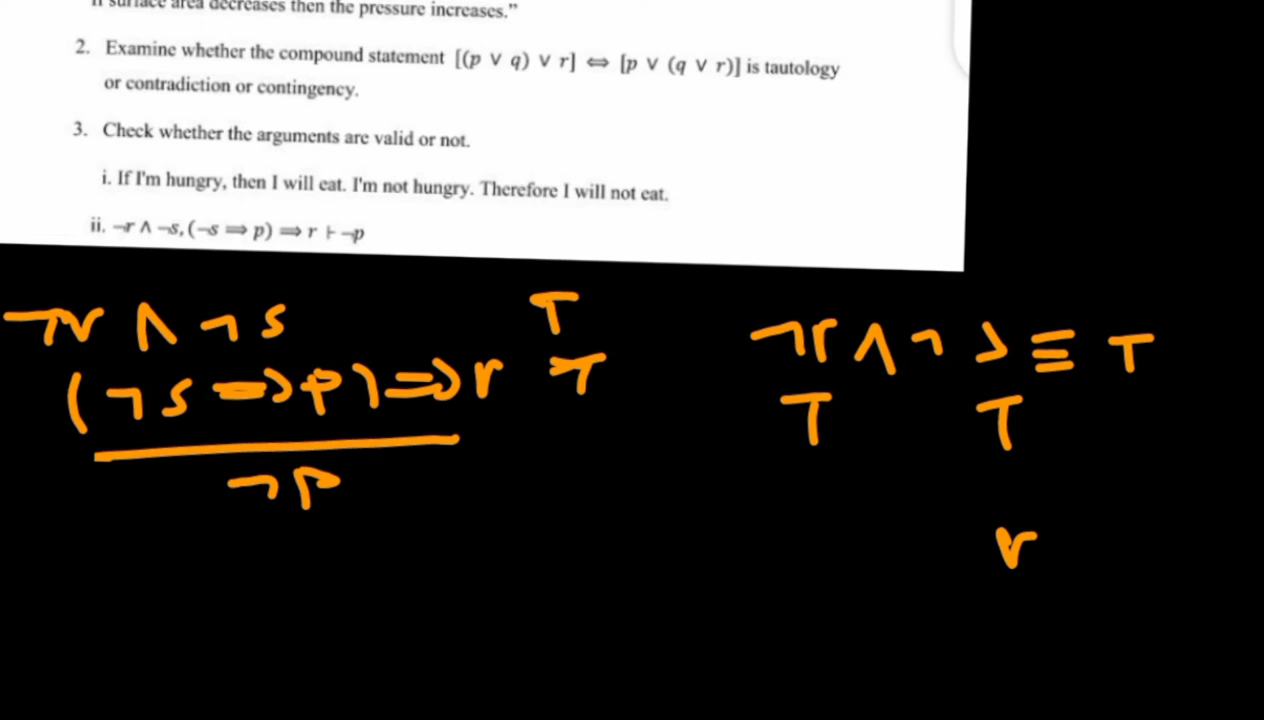 if surface area decreases then the pressure increases."
2. Examine whether the compound statement [(p ∨ q) ∨ r] ⇔ [p ∨ (q ∨ r)] is tautology
or contradiction or contingency.
3. Check whether the arguments are valid or not.
i. If I'm hungry, then I will eat. I'm not hungry. Therefore I will not eat.
ii. ¬r ∧ ¬s, (¬s ⟹ p) ⟹ r ⊢ ¬p
¬r ∧ ¬s T
(¬s ⇒ p) ⇒ r T
¬p
¬r ∧ ¬s ≡ T
T T
r